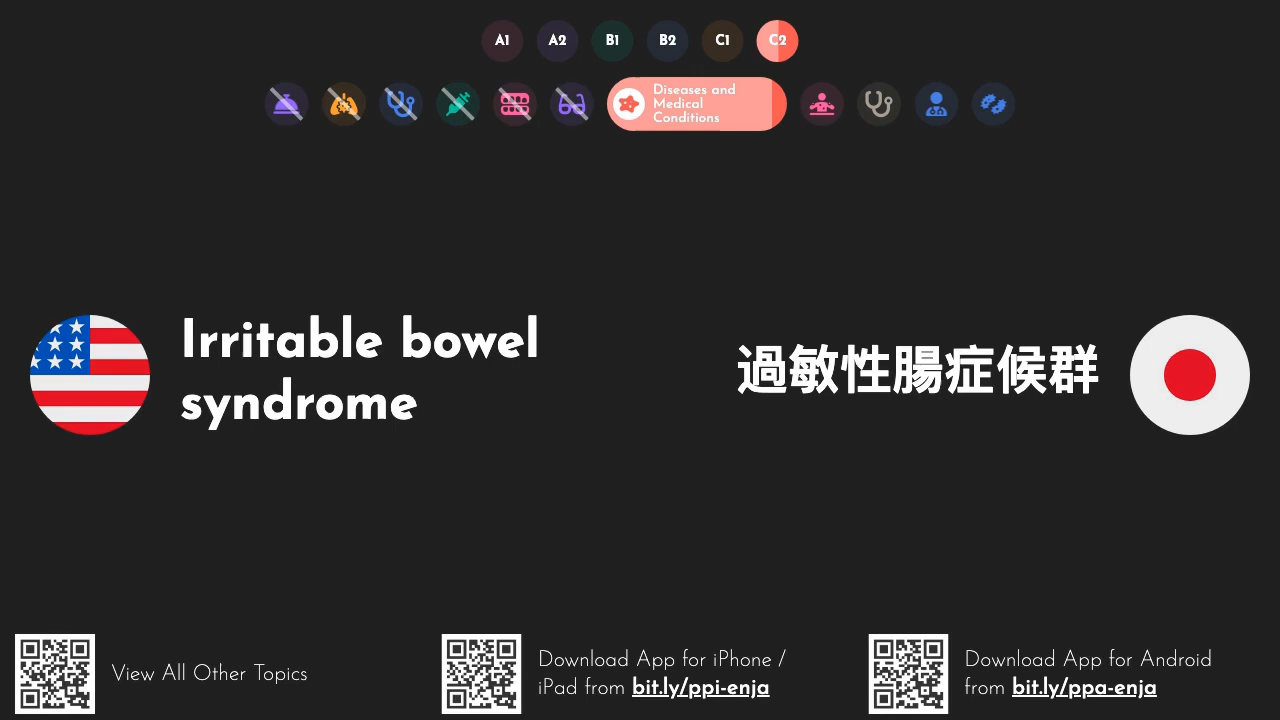 A1 A2 B1 B2 C1 C2
Diseases and
Medical
Conditions
Irritable bowel
syndrome
過敏性腸症候群
View All Other Topics
Download App for iPhone /
iPad from bit.ly/ppi-enja
Download App for Android
from bit.ly/ppa-enja